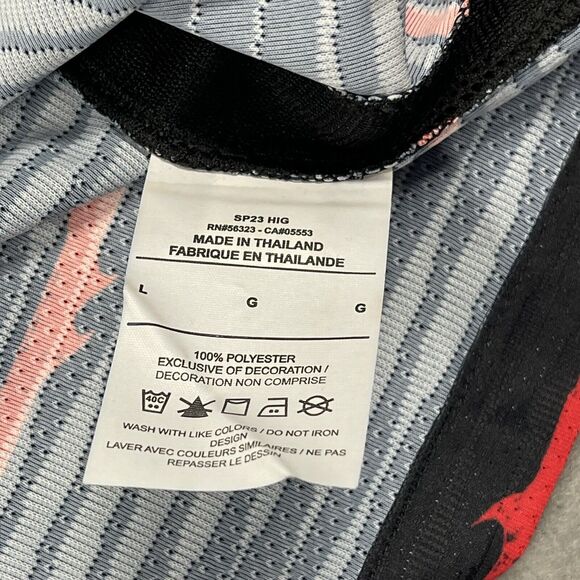 SP23 HIG
RN#56323 - CA#05553
MADE IN THAILAND
FABRIQUE EN THAILANDE
L G G
100% POLYESTER
EXCLUSIVE OF DECORATION/
DECORATION NON COMPRISE
40C
WASH WITH LIKE COLORS / DO NOT IRON
DESIGN
LAVER AVEC COULEURS SIMILAIRES / NE PAS
REPASSER LE DESSIN